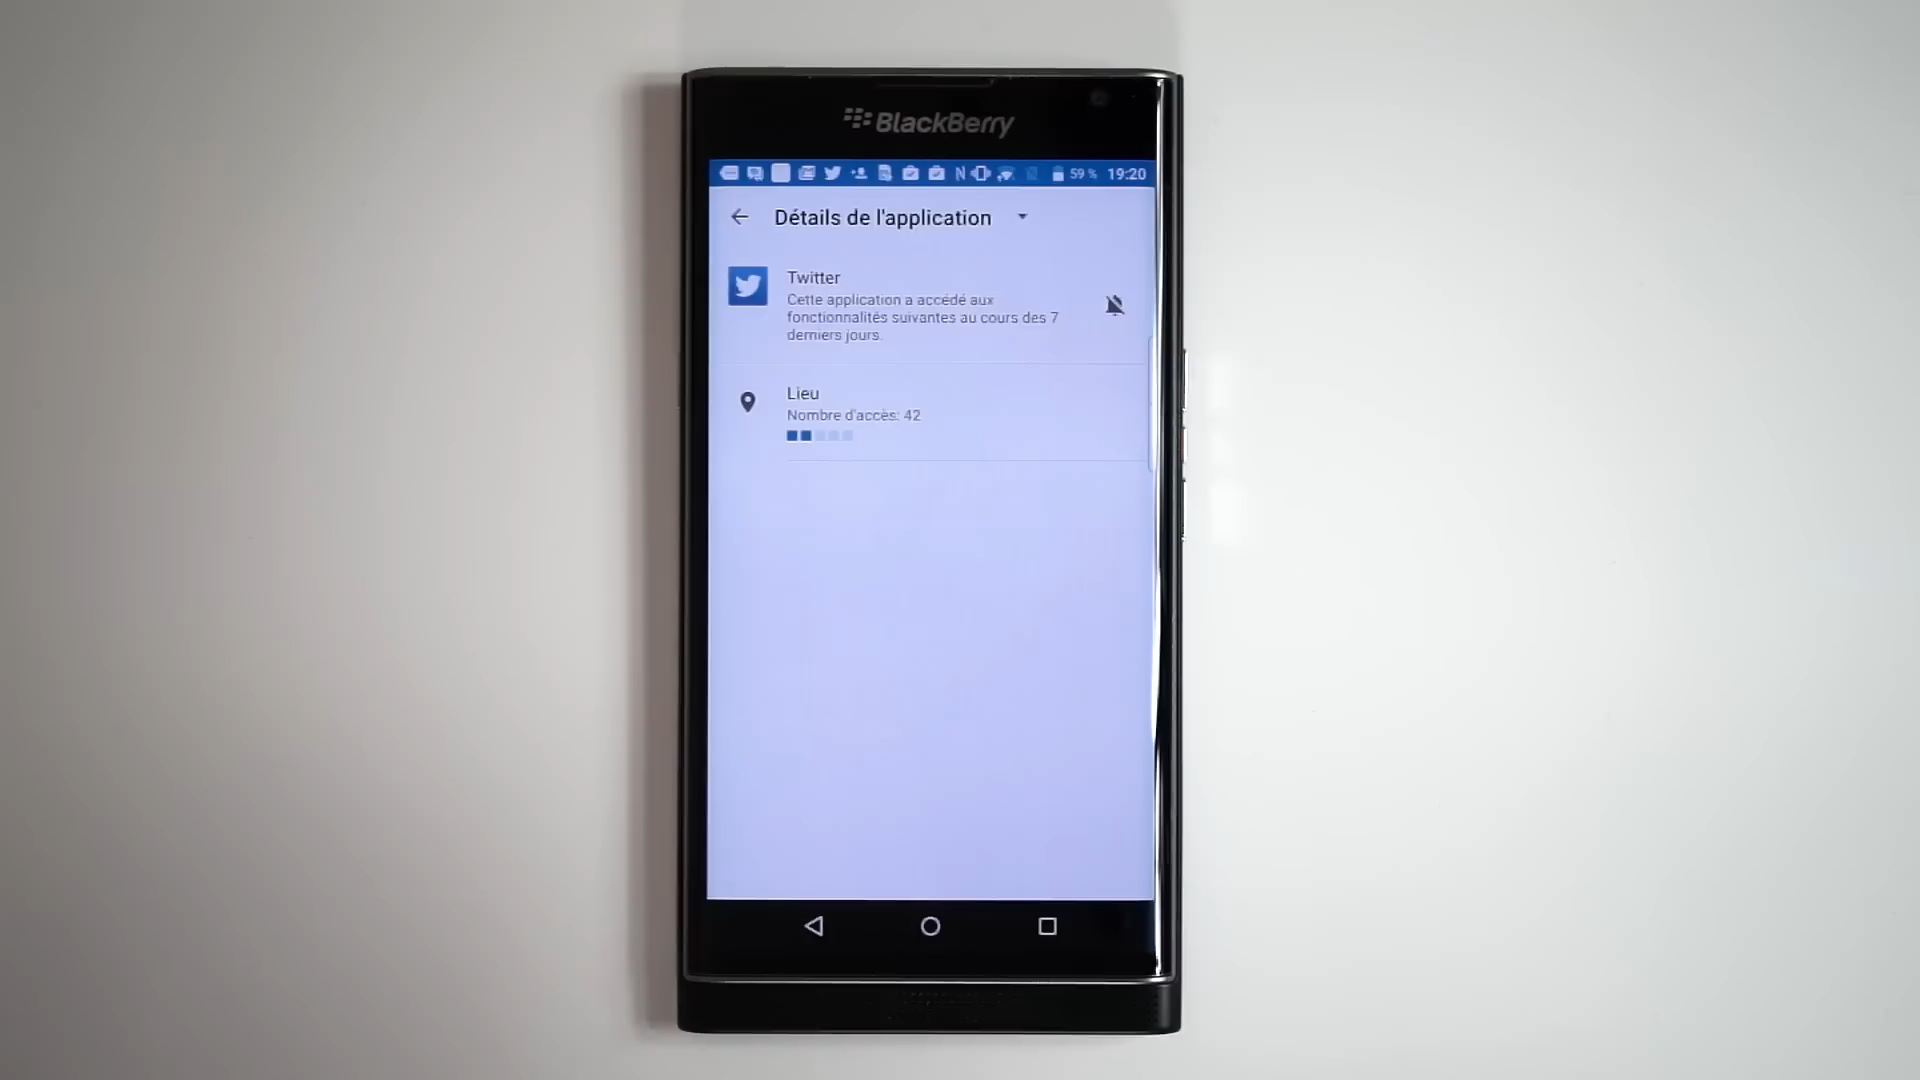 BlackBerry
59 % 19:20
Détails de l'application
Twitter
Cette application a accédé aux
fonctionnalités suivantes au cours des 7
derniers jours.
Lieu
Nombre d'accès: 42